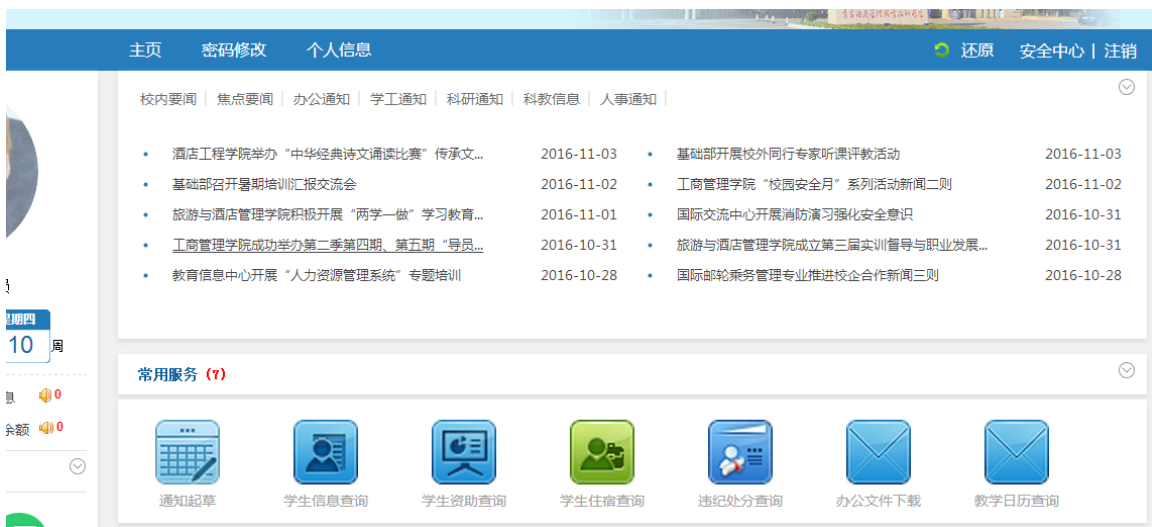 主页 密码修改 个人信息 还原 安全中心 | 注销
校内要闻 焦点要闻 办公通知 学工通知 科研通知 科教信息 人事通知
• 酒店工程学院举办“中华经典诗文诵读比赛”传承文... 2016-11-03 • 基础部开展校外同行专家听课评教活动 2016-11-03
• 基础部召开暑期培训汇报交流会 2016-11-02 • 工商管理学院“校园安全月”系列活动新闻二则 2016-11-02
• 旅游与酒店管理学院积极开展“两学一做”学习教育... 2016-11-01 • 国际交流中心开展消防演习强化安全意识 2016-10-31
• 工商管理学院成功举办第二季第四期、第五期“导员... 2016-10-31 • 旅游与酒店管理学院成立第三届实训督导与职业发展... 2016-10-31
• 教育信息中心开展“人力资源管理系统”专题培训 2016-10-28 • 国际邮轮乘务管理专业推进校企合作新闻三则 2016-10-28
星期四
10 周
息 0
余额 0
常用服务 (7)
通知起草 学生信息查询 学生资助查询 学生住宿查询 违纪处分查询 办公文件下载 教学日历查询